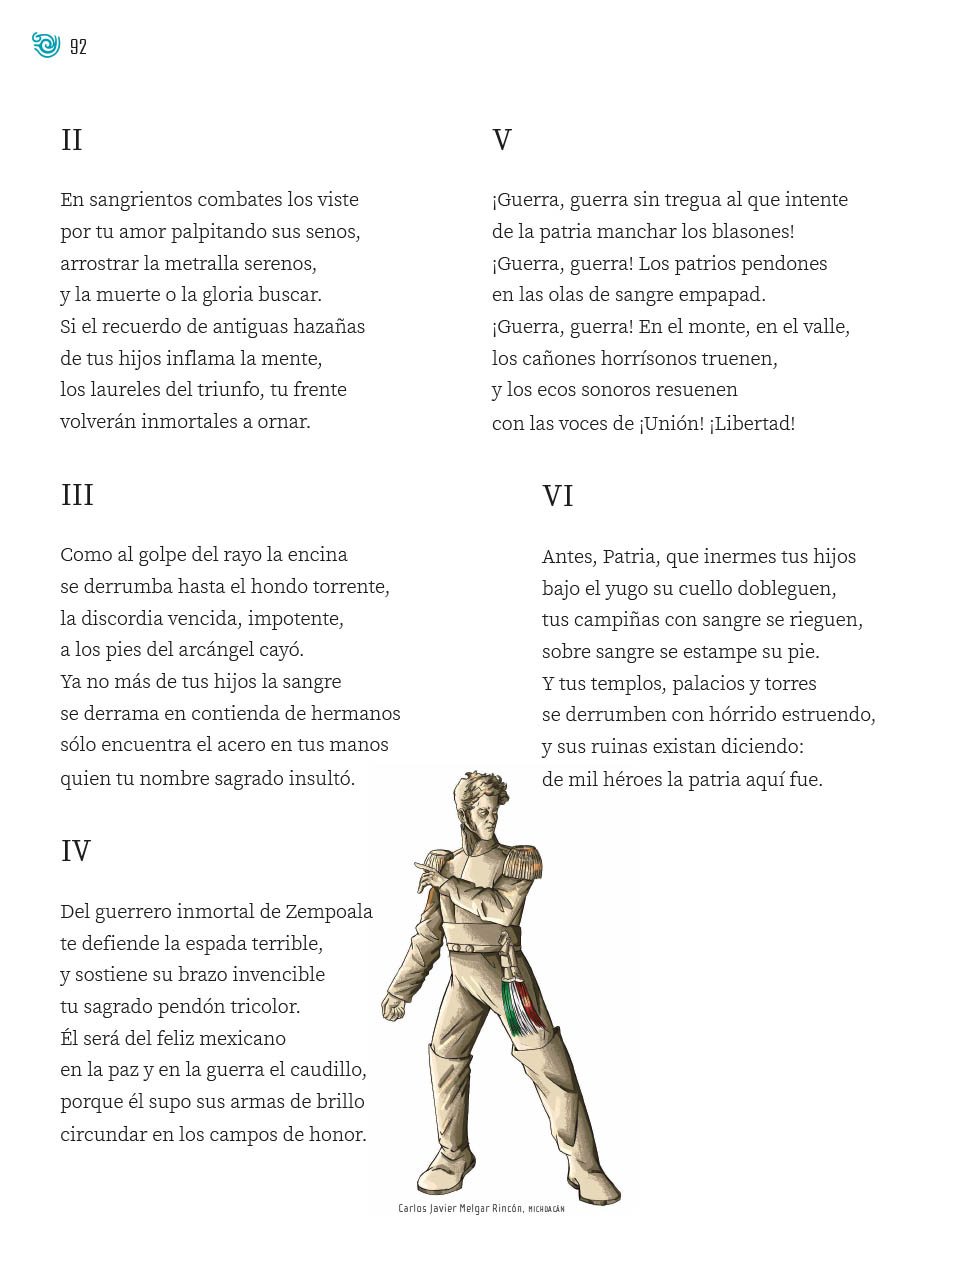 92
II
En sangrientos combates los viste
por tu amor palpitando sus senos,
arrostrar la metralla serenos,
y la muerte o la gloria buscar.
Si el recuerdo de antiguas hazañas
de tus hijos inflama la mente,
los laureles del triunfo, tu frente
volverán inmortales a ornar.
III
Como al golpe del rayo la encina
se derrumba hasta el hondo torrente,
la discordia vencida, impotente,
a los pies del arcángel cayó.
Ya no más de tus hijos la sangre
se derrama en contienda de hermanos
sólo encuentra el acero en tus manos
quien tu nombre sagrado insultó.
IV
Del guerrero inmortal de Zempoala
te defiende la espada terrible,
y sostiene su brazo invencible
tu sagrado pendón tricolor.
Él será del feliz mexicano
en la paz y en la guerra el caudillo,
porque él supo sus armas de brillo
circundar en los campos de honor.
V
¡Guerra, guerra sin tregua al que intente
de la patria manchar los blasones!
¡Guerra, guerra! Los patrios pendones
en las olas de sangre empapad.
¡Guerra, guerra! En el monte, en el valle,
los cañones horrísonos truenen,
y los ecos sonoros resuenen
con las voces de ¡Unión! ¡Libertad!
VI
Antes, Patria, que inermes tus hijos
bajo el yugo su cuello dobleguen,
tus campiñas con sangre se rieguen,
sobre sangre se estampe su pie.
Y tus templos, palacios y torres
se derrumben con hórrido estruendo,
y sus ruinas existan diciendo:
de mil héroes la patria aquí fue.
Carlos Javier Melgar Rincón, MICHOACÁN